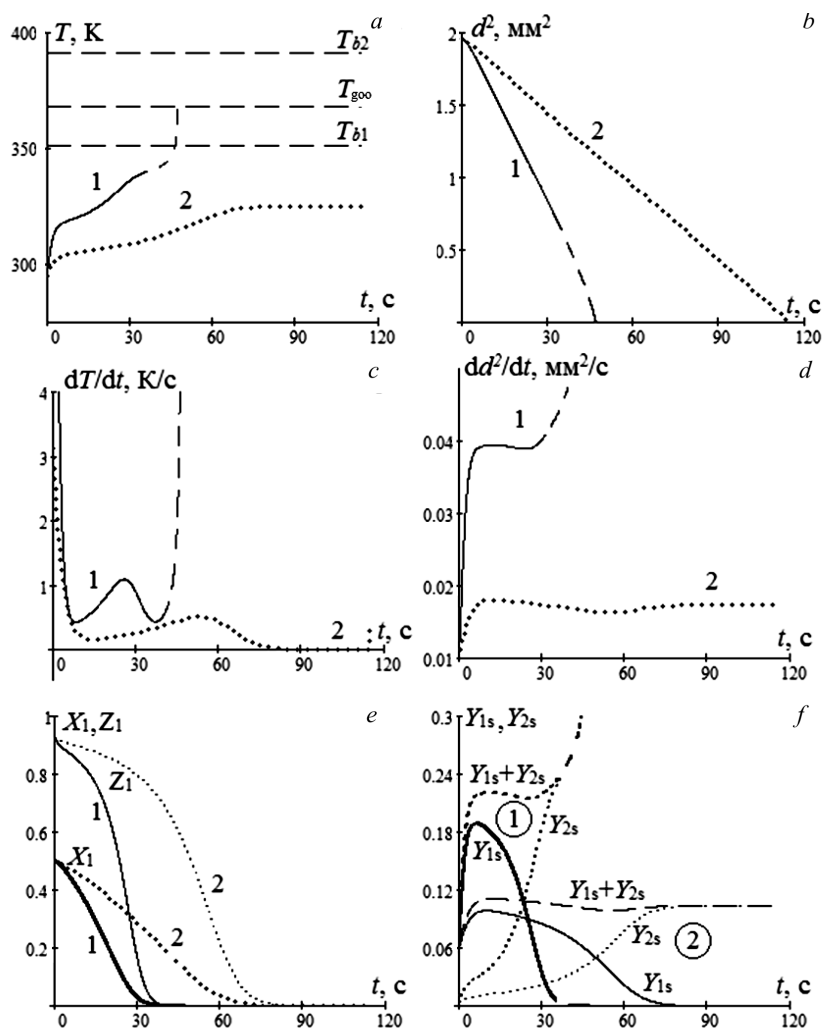 T, К
a
400
T_b2
T_goo
T_b1
350
1
2
300
t, с
0 30 60 90 120
d², мм²
b
2
1.5
2
1
1
0.5
t, с
0 30 60 90 120
dT/dt, К/с
c
4
3
2
1
1
2
t, с
0 30 60 90 120
dd²/dt, мм²/с
d
1
0.04
0.03
0.02
2
t, с
0.01
0 30 60 90 120
1
X1, Z1
e
0.8
Z1
1
0.6
X1
0.4
2
2
1
0.2
t, с
0 30 60 90 120
0.3
Y1s, Y2s
f
0.24
Y1s+Y2s
1
Y2s
0.18
Y1s
0.12
Y1s+Y2s
Y2s
2
0.06
Y1s
t, с
0 30 60 90 120